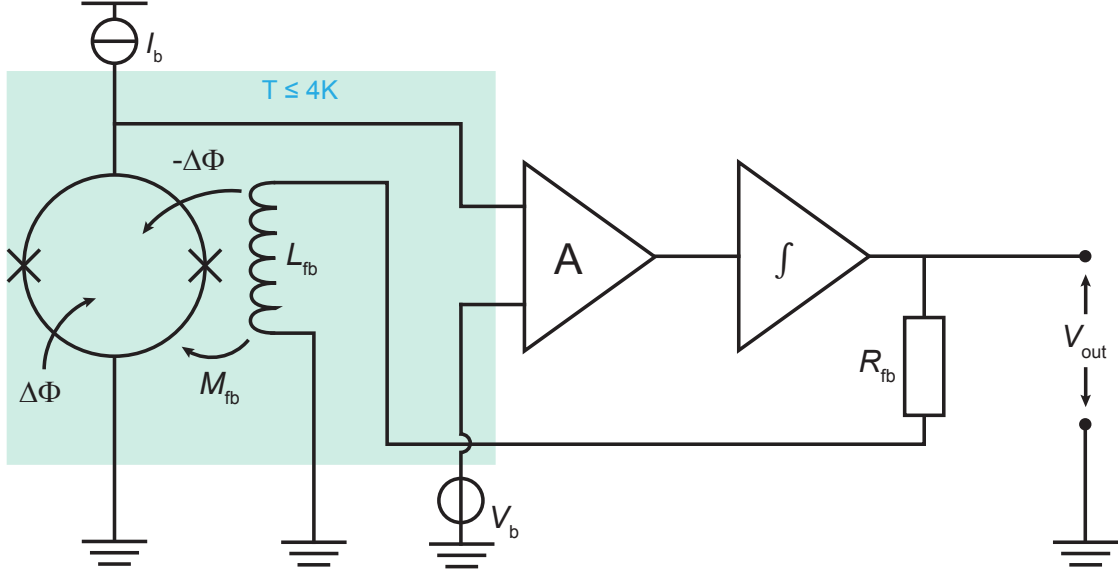 I_b
T ≤ 4K
-ΔΦ
L_fb
A
∫
ΔΦ
M_fb
R_fb
V_out
V_b